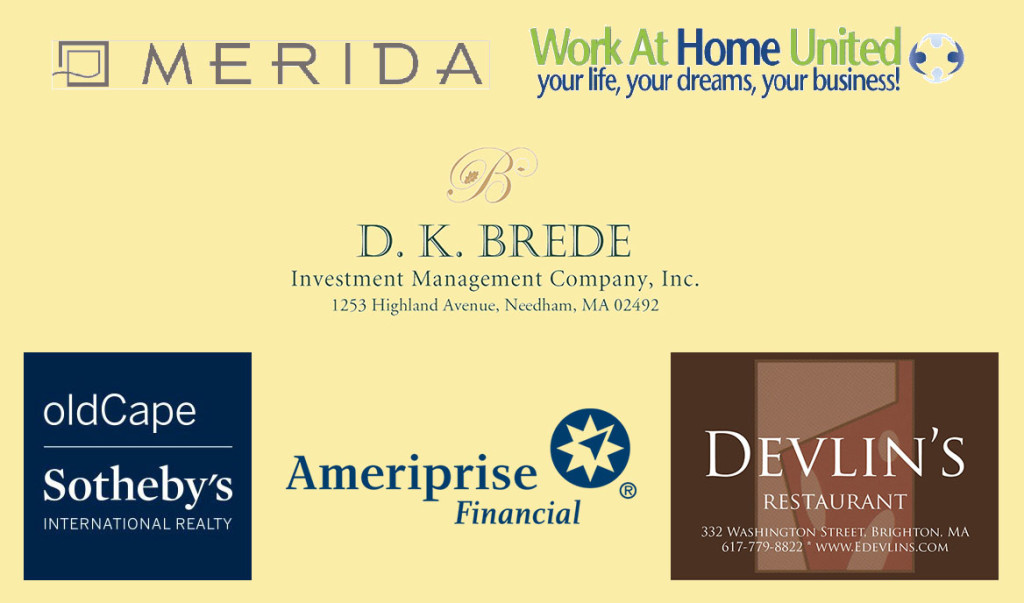 MERIDA
Work At Home United
your life, your dreams, your business!
B
D. K. BREDE
Investment Management Company, Inc.
1253 Highland Avenue, Needham, MA 02492
oldCape
Sotheby's
INTERNATIONAL REALTY
Ameriprise
Financial®
DEVLIN'S
RESTAURANT
332 WASHINGTON STREET, BRIGHTON, MA
617-779-8822 * WWW.EDEVLINS.COM